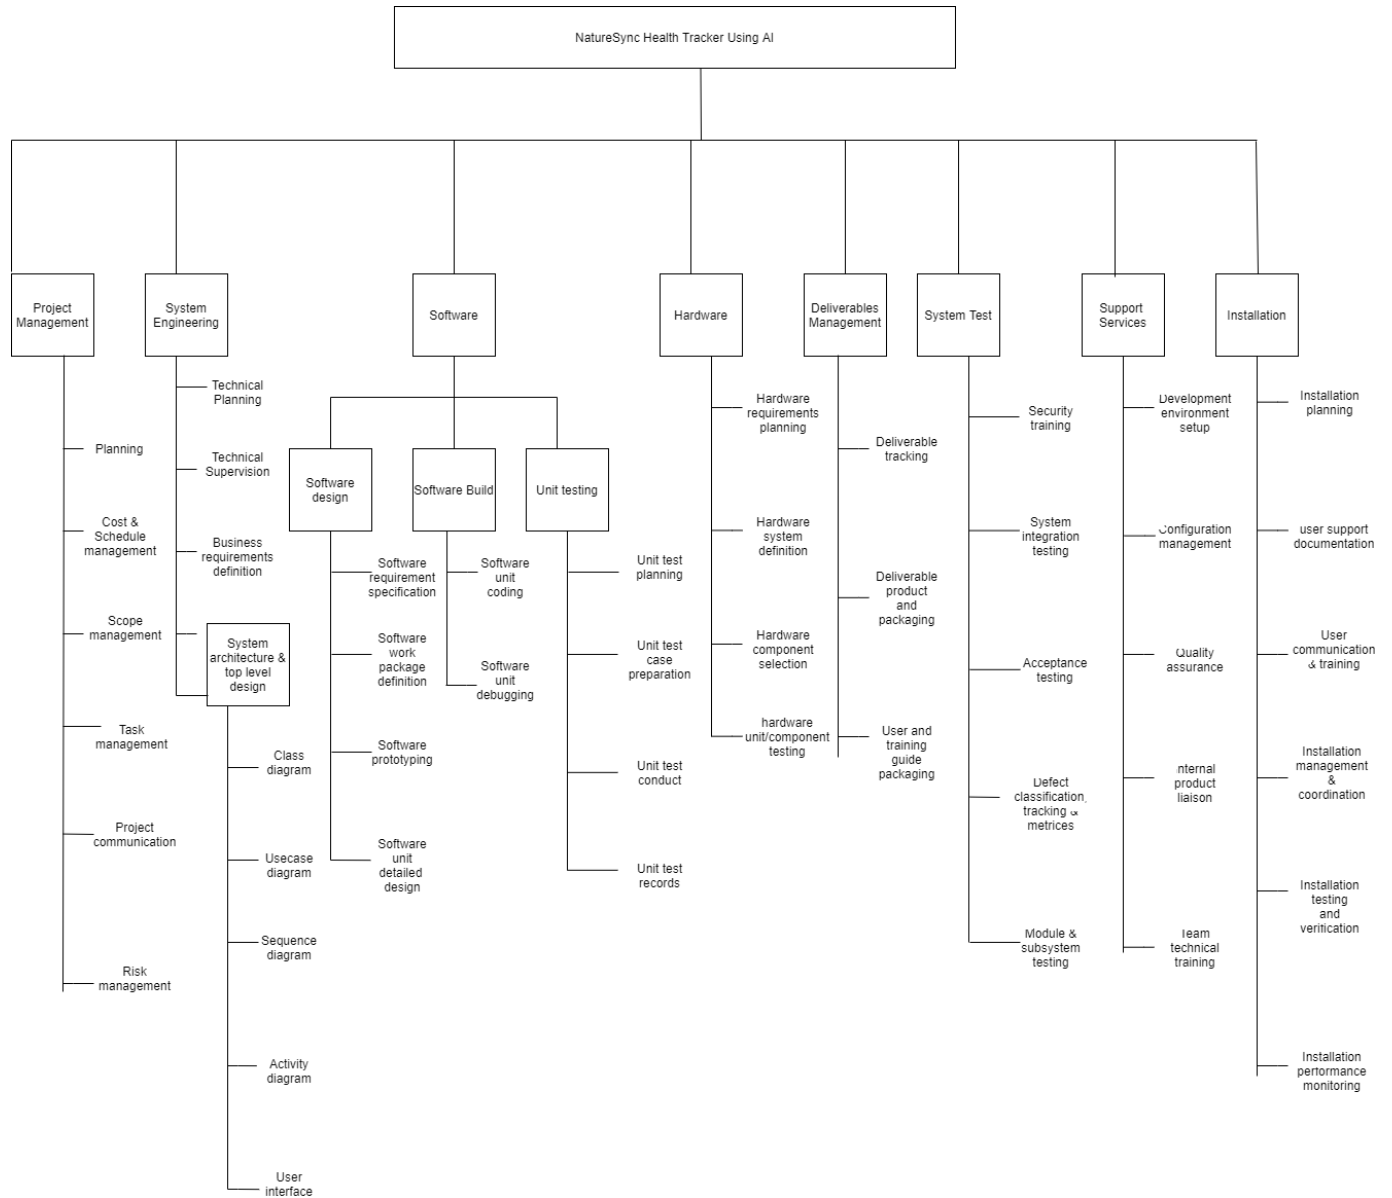 NatureSync Health Tracker Using AI
Project
Management
System
Engineering
Software
Hardware
Deliverables
Management
System Test
Support
Services
Installation
Planning
Cost &
Schedule
management
Scope
management
Task
management
Project
communication
Risk
management
Technical
Planning
Technical
Supervision
Business
requirements
definition
System
architecture &
top level
design
Class
diagram
Usecase
diagram
Sequence
diagram
Activity
diagram
User
interface
Software
design
Software
requirement
specification
Software
work
package
definition
Software
prototyping
Software
unit
detailed
design
Software Build
Software
unit
coding
Software
unit
debugging
Unit testing
Unit test
planning
Unit test
case
preparation
Unit test
conduct
Unit test
records
Hardware
requirements
planning
Hardware
system
definition
Hardware
component
selection
hardware
unit/component
testing
Deliverable
tracking
Deliverable
product
and
packaging
User and
training
guide
packaging
Security
training
System
integration
testing
Acceptance
testing
Defect
classification,
tracking &
metrices
Module &
subsystem
testing
Development
environment
setup
Configuration
management
Quality
assurance
Internal
product
liaison
Team
technical
training
Installation
planning
user support
documentation
User
communication
& training
Installation
management
&
coordination
Installation
testing
and
verification
Installation
performance
monitoring